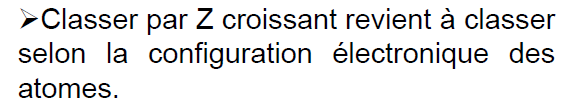 ➢Classer par Z croissant revient à classer
selon la configuration électronique des
atomes.